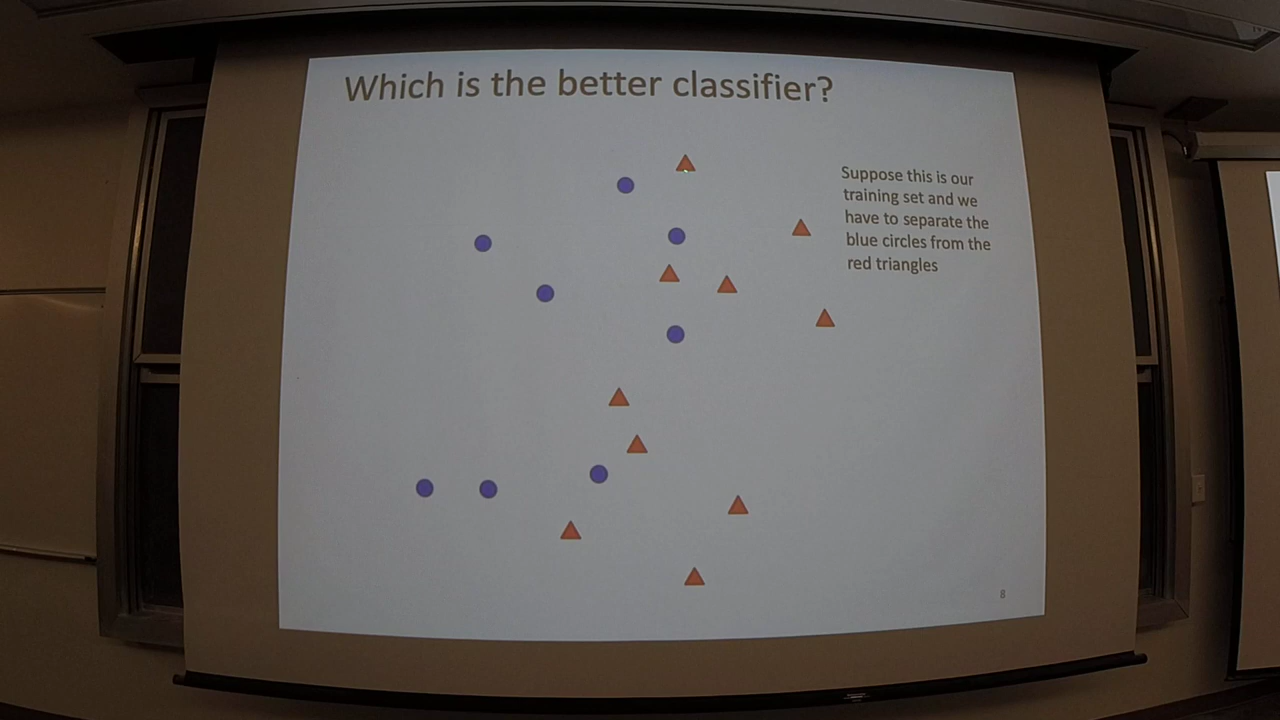 Which is the better classifier?
Suppose this is our
training set and we
have to separate the
blue circles from the
red triangles
8